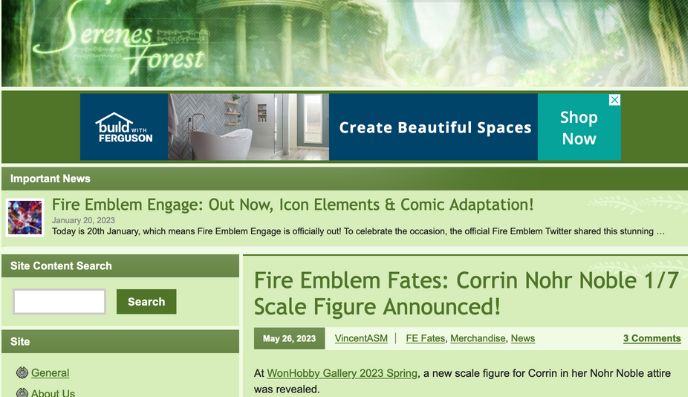 Serenes
Forest
build WITH
FERGUSON
Create Beautiful Spaces
Shop
Now
Important News
Fire Emblem Engage: Out Now, Icon Elements & Comic Adaptation!
January 20, 2023
Today is 20th January, which means Fire Emblem Engage is officially out! To celebrate the occasion, the official Fire Emblem Twitter shared this stunning ...
Site Content Search
Search
Site
General
About Us
Fire Emblem Fates: Corrin Nohr Noble 1/7
Scale Figure Announced!
May 26, 2023 VincentASM | FE Fates, Merchandise, News 3 Comments
At WonHobby Gallery 2023 Spring, a new scale figure for Corrin in her Nohr Noble attire
was revealed.